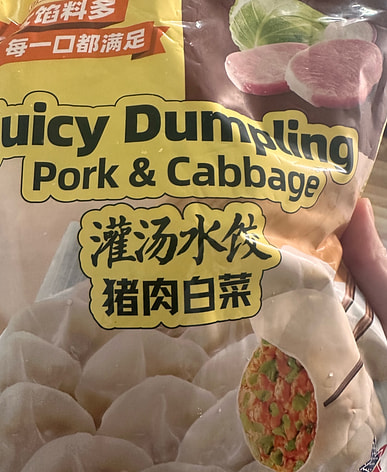 馅料多
每一口都满足
uicy Dumpling
Pork & Cabbage
灌汤水饺
猪肉白菜